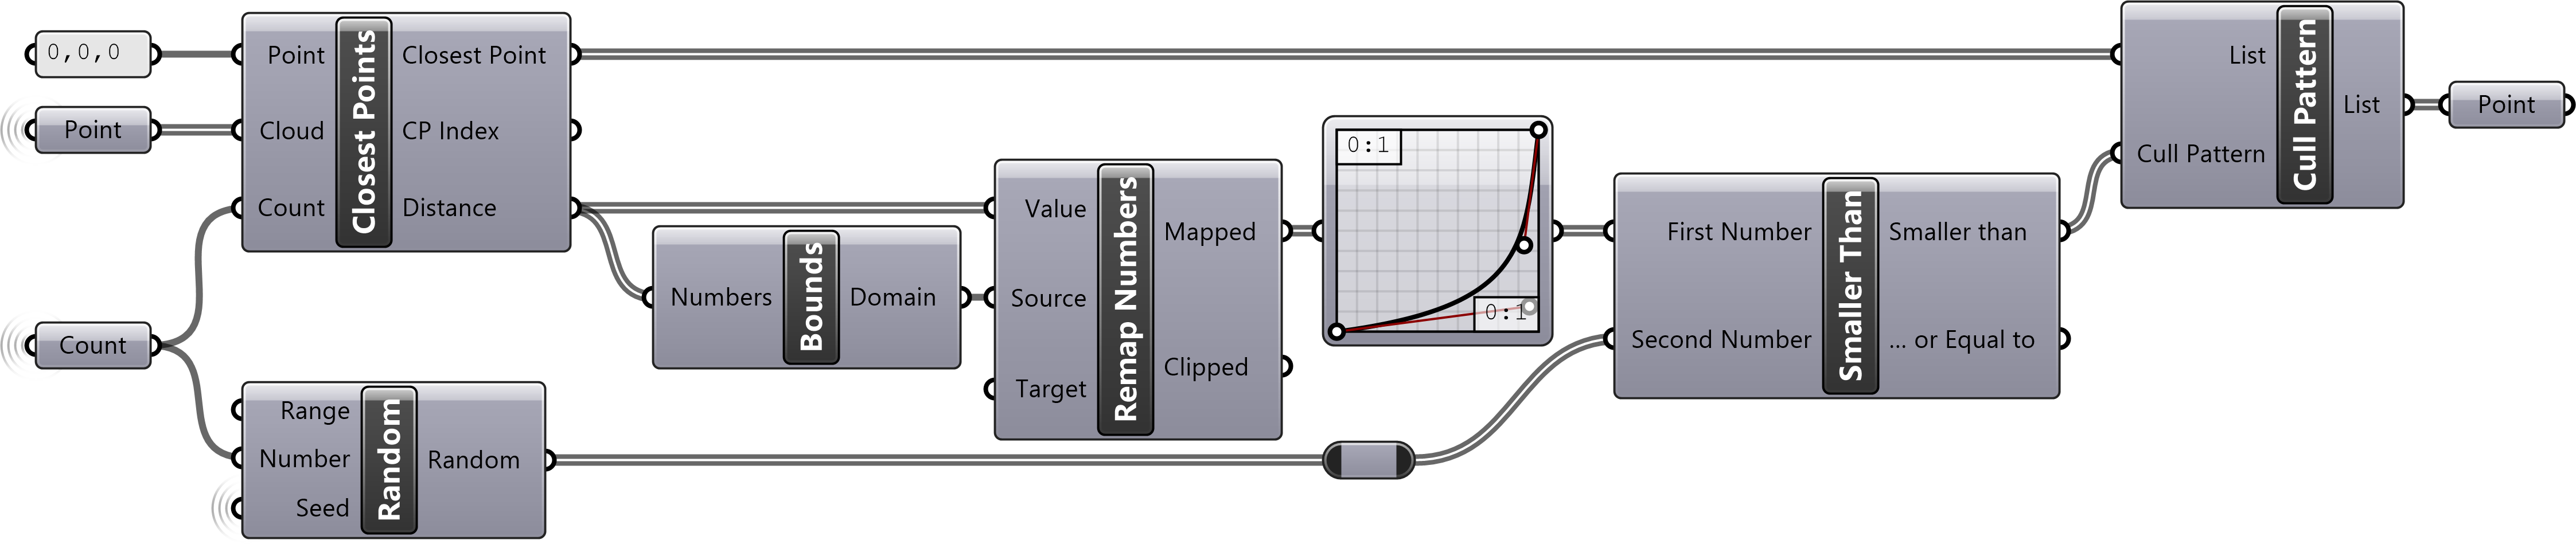 0,0,0
Point
Count
Point
Cloud
Count
Closest Points
Closest Point
CP Index
Distance
Range
Number
Seed
Random
Random
Numbers
Bounds
Domain
Value
Source
Target
Remap Numbers
Mapped
Clipped
0:1
0:1
First Number
Second Number
Smaller Than
Smaller than
... or Equal to
List
Cull Pattern
Cull Pattern
List
Point